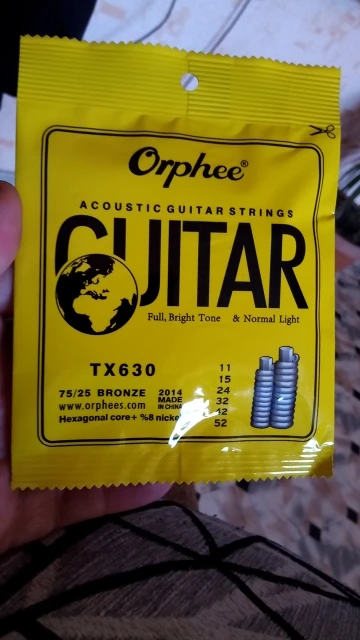 Orphee®
ACOUSTIC GUITAR STRINGS
GUITAR
Full, Bright Tone & Normal Light
TX630
11
15
24
32
42
52
75/25 BRONZE
www.orphees.com
Hexagonal core+ %8 nickel
2014
MADE
IN CHINA